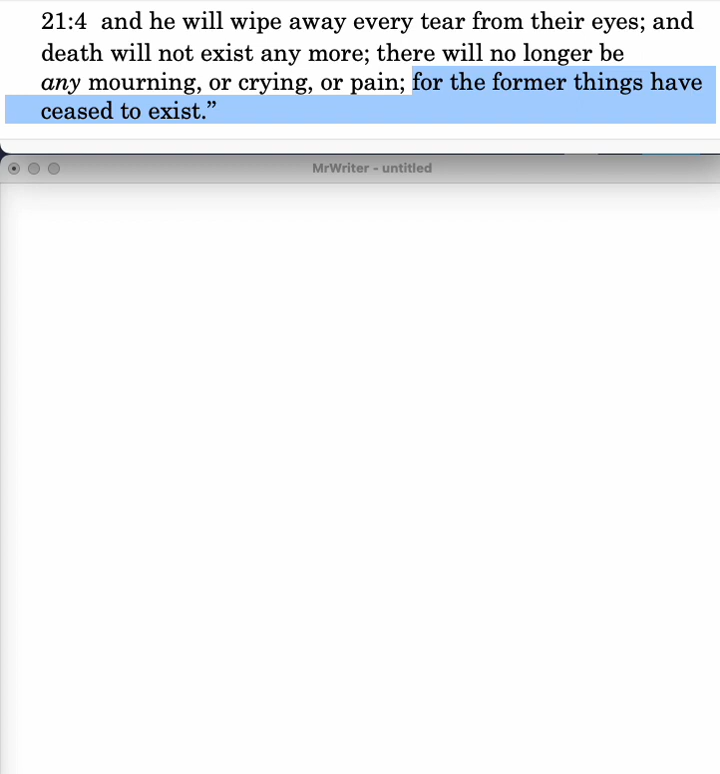 21:4 and he will wipe away every tear from their eyes; and
death will not exist any more; there will no longer be
any mourning, or crying, or pain; for the former things have
ceased to exist.”
MrWriter - untitled